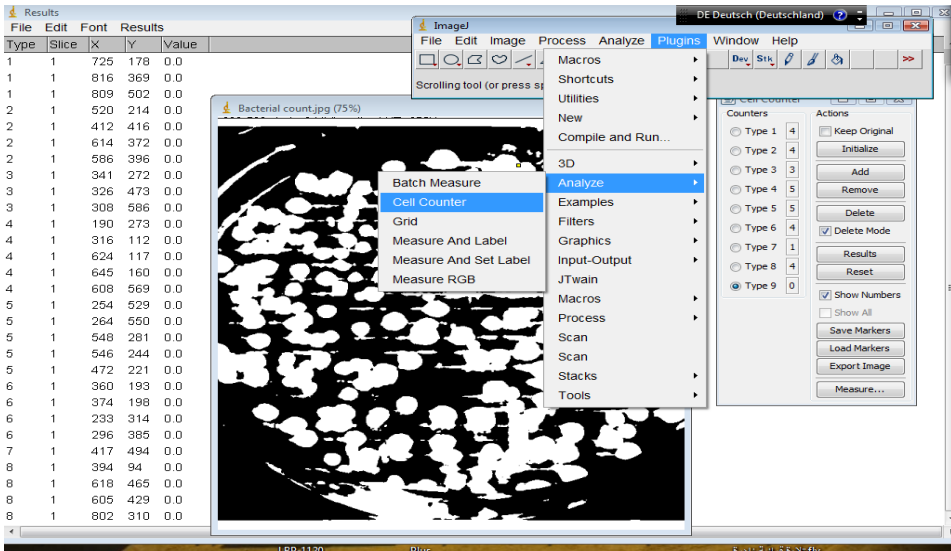 Results
File Edit Font Results
Type Slice X Y Value
1 1 725 178 0.0
1 1 816 369 0.0
1 1 809 502 0.0
2 1 520 214 0.0
2 1 412 416 0.0
2 1 614 372 0.0
2 1 586 396 0.0
3 1 341 272 0.0
3 1 326 473 0.0
3 1 308 586 0.0
4 1 190 273 0.0
4 1 316 112 0.0
4 1 624 117 0.0
4 1 645 160 0.0
4 1 608 569 0.0
5 1 254 529 0.0
5 1 264 550 0.0
5 1 548 281 0.0
5 1 546 244 0.0
5 1 472 221 0.0
6 1 360 193 0.0
6 1 374 198 0.0
6 1 233 314 0.0
6 1 296 385 0.0
7 1 417 494 0.0
8 1 394 94 0.0
8 1 618 465 0.0
8 1 605 429 0.0
8 1 802 310 0.0
DE Deutsch (Deutschland)
ImageJ
File Edit Image Process Analyze Plugins Window Help
Dev Stk >>
Scrolling tool (or press sp
Bacterial count.jpg (75%)
Macros
Shortcuts
Utilities
New
Compile and Run...
3D
Analyze
Examples
Filters
Graphics
Input-Output
JTwain
Macros
Process
Scan
Scan
Stacks
Tools
Batch Measure
Cell Counter
Grid
Measure And Label
Measure And Set Label
Measure RGB
Cell Counter
Counters
Type 1 4
Type 2 4
Type 3 3
Type 4 5
Type 5 5
Type 6 4
Type 7 1
Type 8 4
Type 9 0
Actions
Keep Original
Initialize
Add
Remove
Delete
Delete Mode
Results
Reset
Show Numbers
Show All
Save Markers
Load Markers
Export Image
Measure...